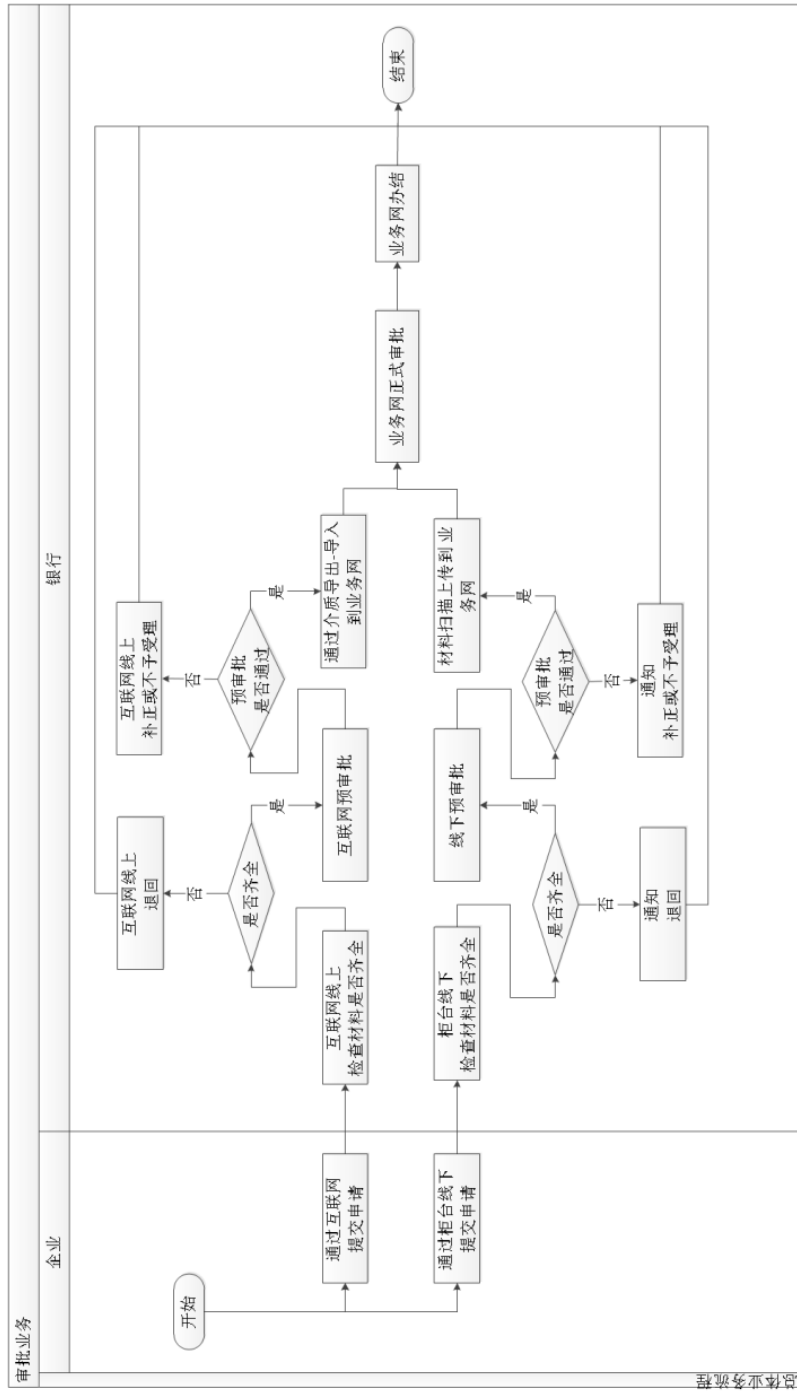 审批业务
企业
银行
总体业务流程
开始
通过互联网
提交申请
通过柜台线下
提交申请
互联网线上
检查材料是否齐全
柜台线下
检查材料是否齐全
是否齐全
否
是
互联网线上
退回
互联网预审批
预审批
是否通过
否
是
互联网线上
补正或不予受理
通过介质导出-导入
到业务网
是否齐全
是
否
通知
退回
线下预审批
预审批
是否通过
是
否
通知
补正或不予受理
材料扫描上传到业
务网
业务网正式审批
业务网办结
结束